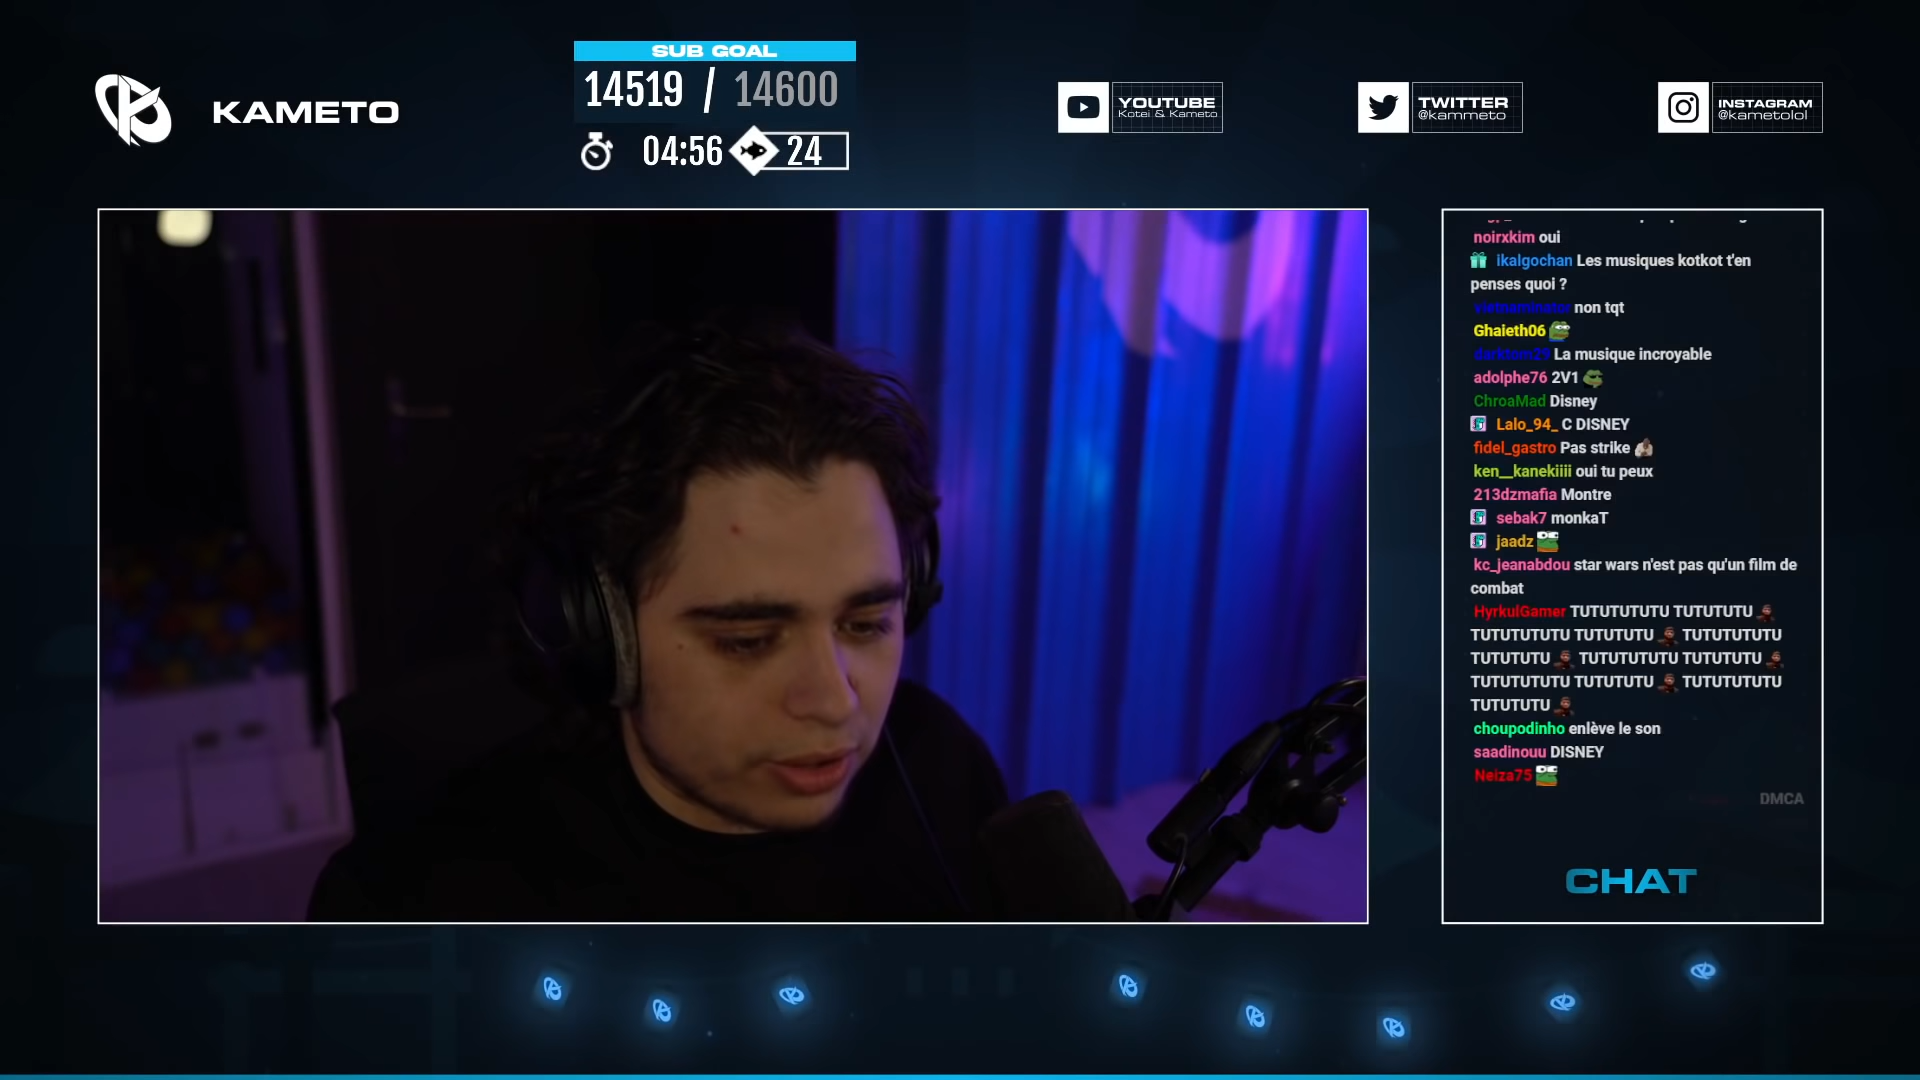 KAMETO
SUB GOAL
14519 / 14600
04:56
24
YOUTUBE
Kotei & Kameto
TWITTER
@kammeto
INSTAGRAM
@kametolol
noirxkim oui
ikalgochan Les musiques kotkot t'en
penses quoi ?
vietnaminator non tqt
Ghaieth06
darktom29 La musique incroyable
adolphe76 2V1
ChroaMad Disney
Lalo_94_ C DISNEY
fidel_gastro Pas strike
ken__kanekiiii oui tu peux
213dzmafia Montre
sebak7 monkaT
jaadz
kc_jeanabdou star wars n'est pas qu'un film de
combat
HyrkulGamer TUTUTUTUTU TUTUTUTU
TUTUTUTUTU TUTUTUTU TUTUTUTUTU
TUTUTUTU TUTUTUTUTU TUTUTUTU
TUTUTUTUTU TUTUTUTU TUTUTUTUTU
TUTUTUTU
choupodinho enlève le son
saadinouu DISNEY
Neiza75
DMCA
CHAT